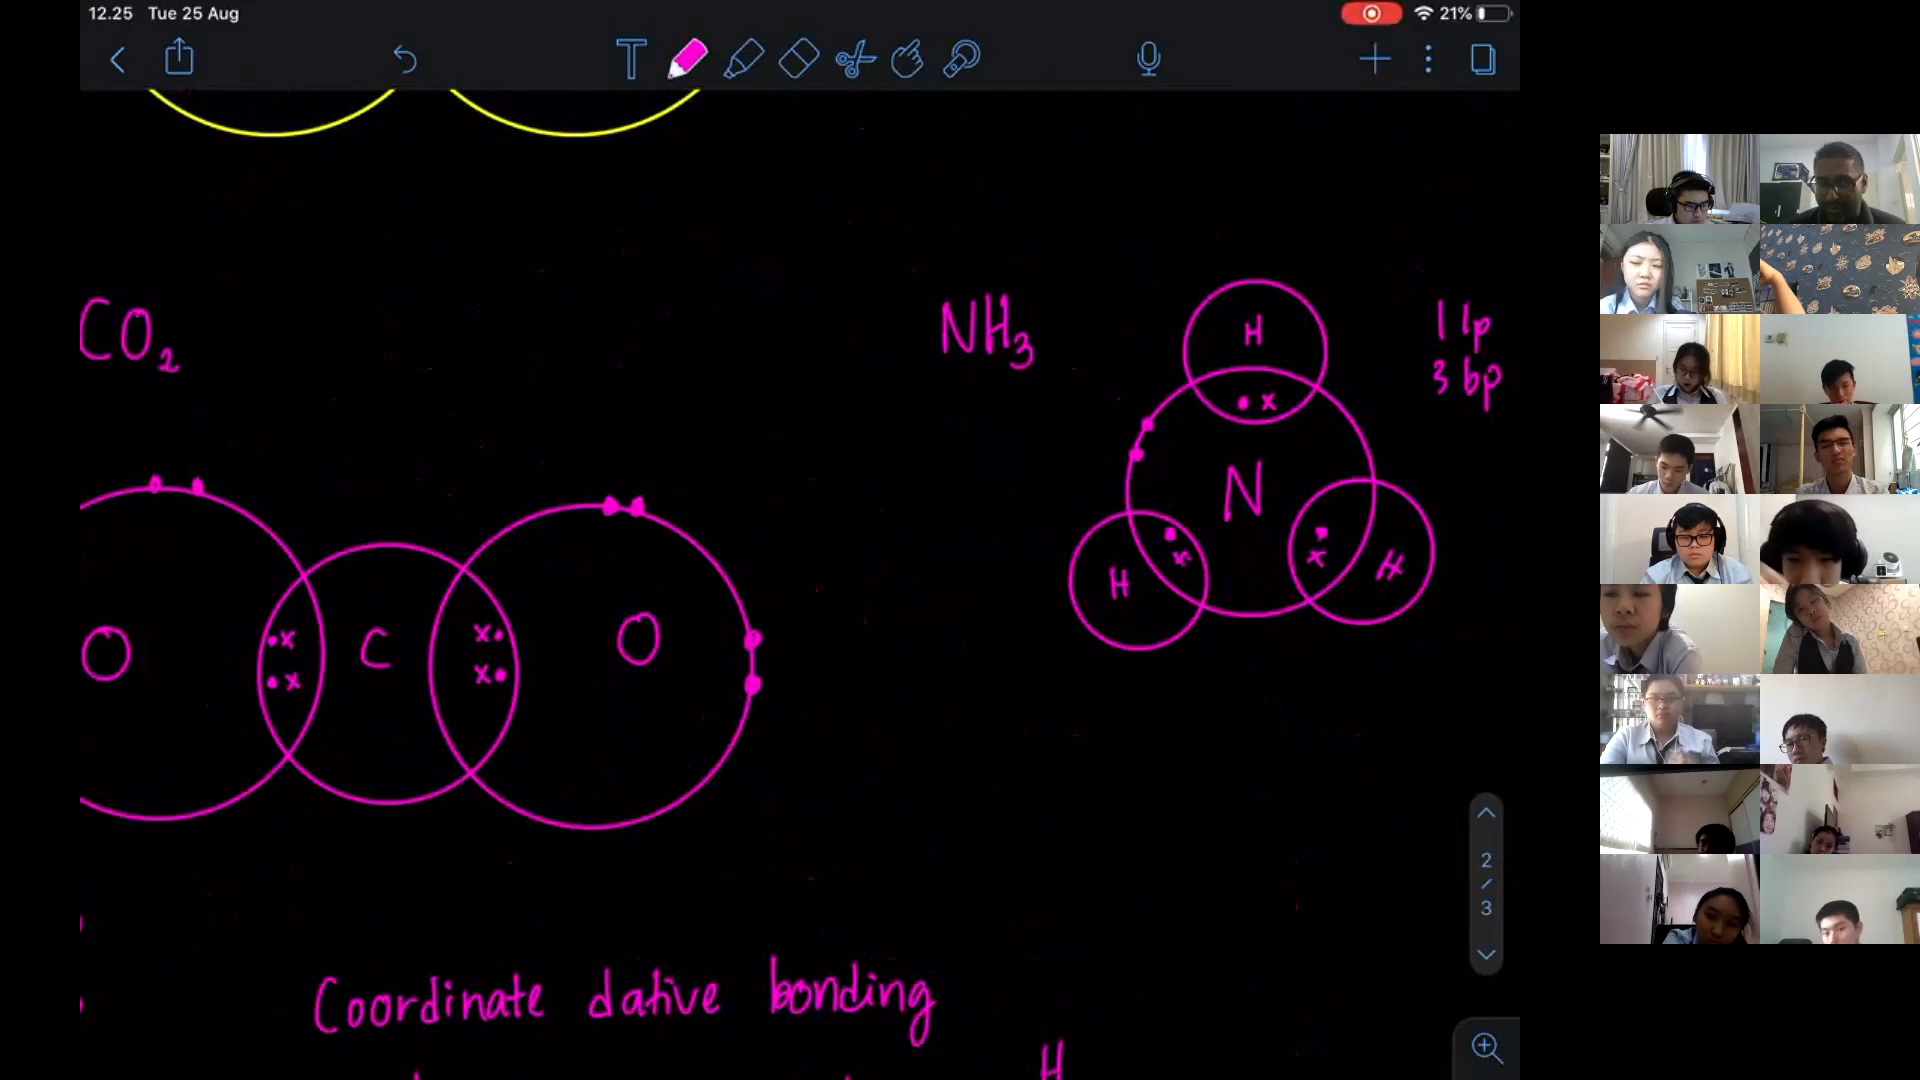 12.25 Tue 25 Aug
21%
T
CO2
NH3
H
1 lp
3 bp
x
N
H
x
x
H
O
x
x
C
x
x
O
2
/
3
Coordinate dative bonding
H